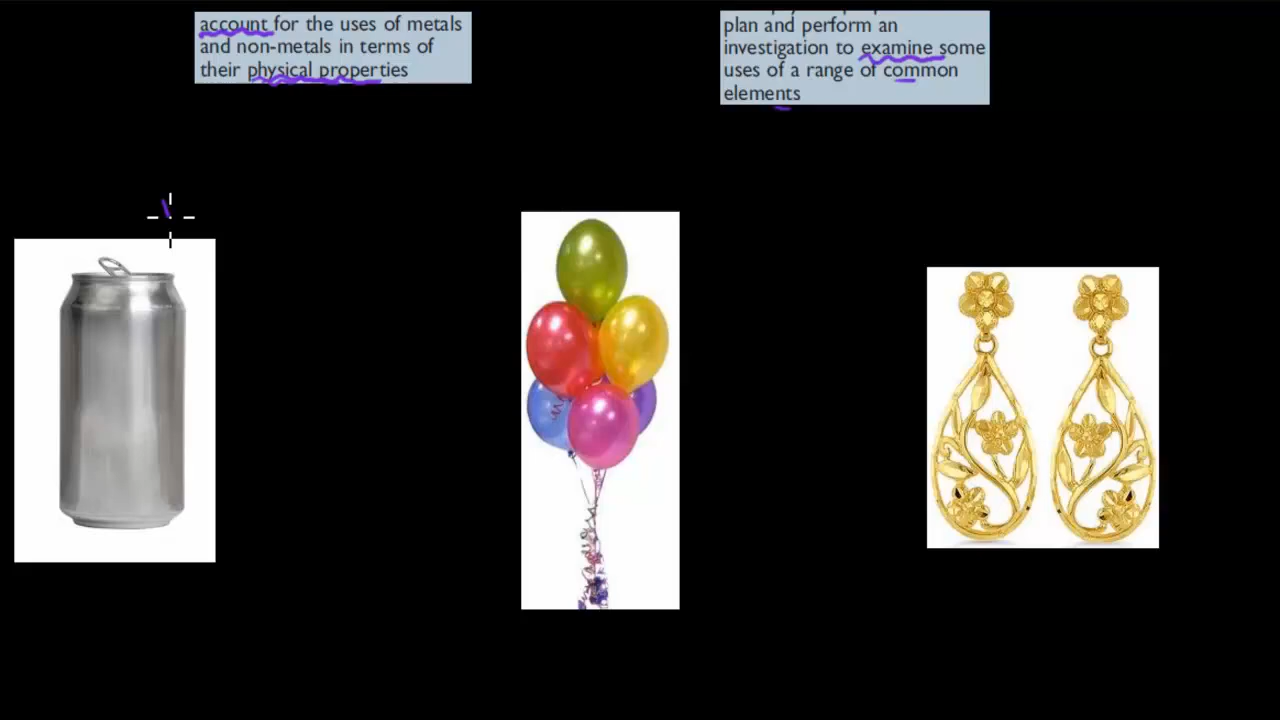 account for the uses of metals
and non-metals in terms of
their physical properties
plan and perform an
investigation to examine some
uses of a range of common
elements